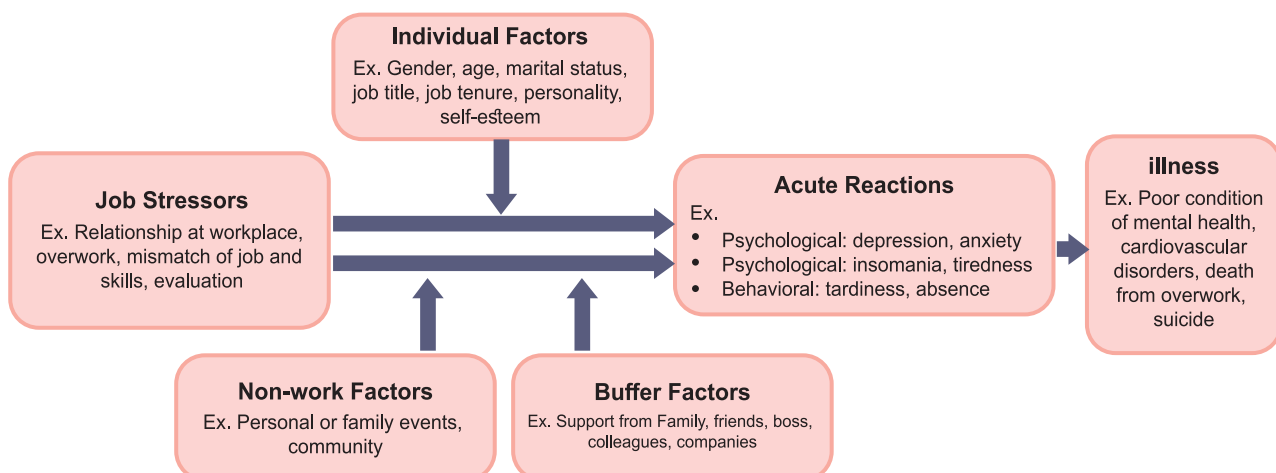 Individual Factors
Ex. Gender, age, marital status,
job title, job tenure, personality,
self-esteem
Job Stressors
Ex. Relationship at workplace,
overwork, mismatch of job and
skills, evaluation
Acute Reactions
Ex.
• Psychological: depression, anxiety
• Psychological: insomania, tiredness
• Behavioral: tardiness, absence
illness
Ex. Poor condition
of mental health,
cardiovascular
disorders, death
from overwork,
suicide
Non-work Factors
Ex. Personal or family events,
community
Buffer Factors
Ex. Support from Family, friends, boss,
colleagues, companies